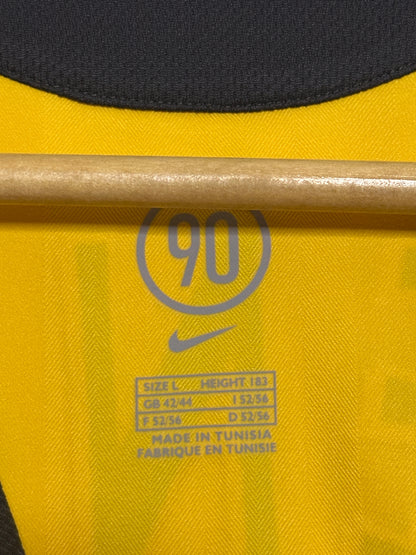 90
SIZE L HEIGHT 183
GB 42/44 I 52/56
F 52/56 D 52/56
MADE IN TUNISIA
FABRIQUE EN TUNISIE